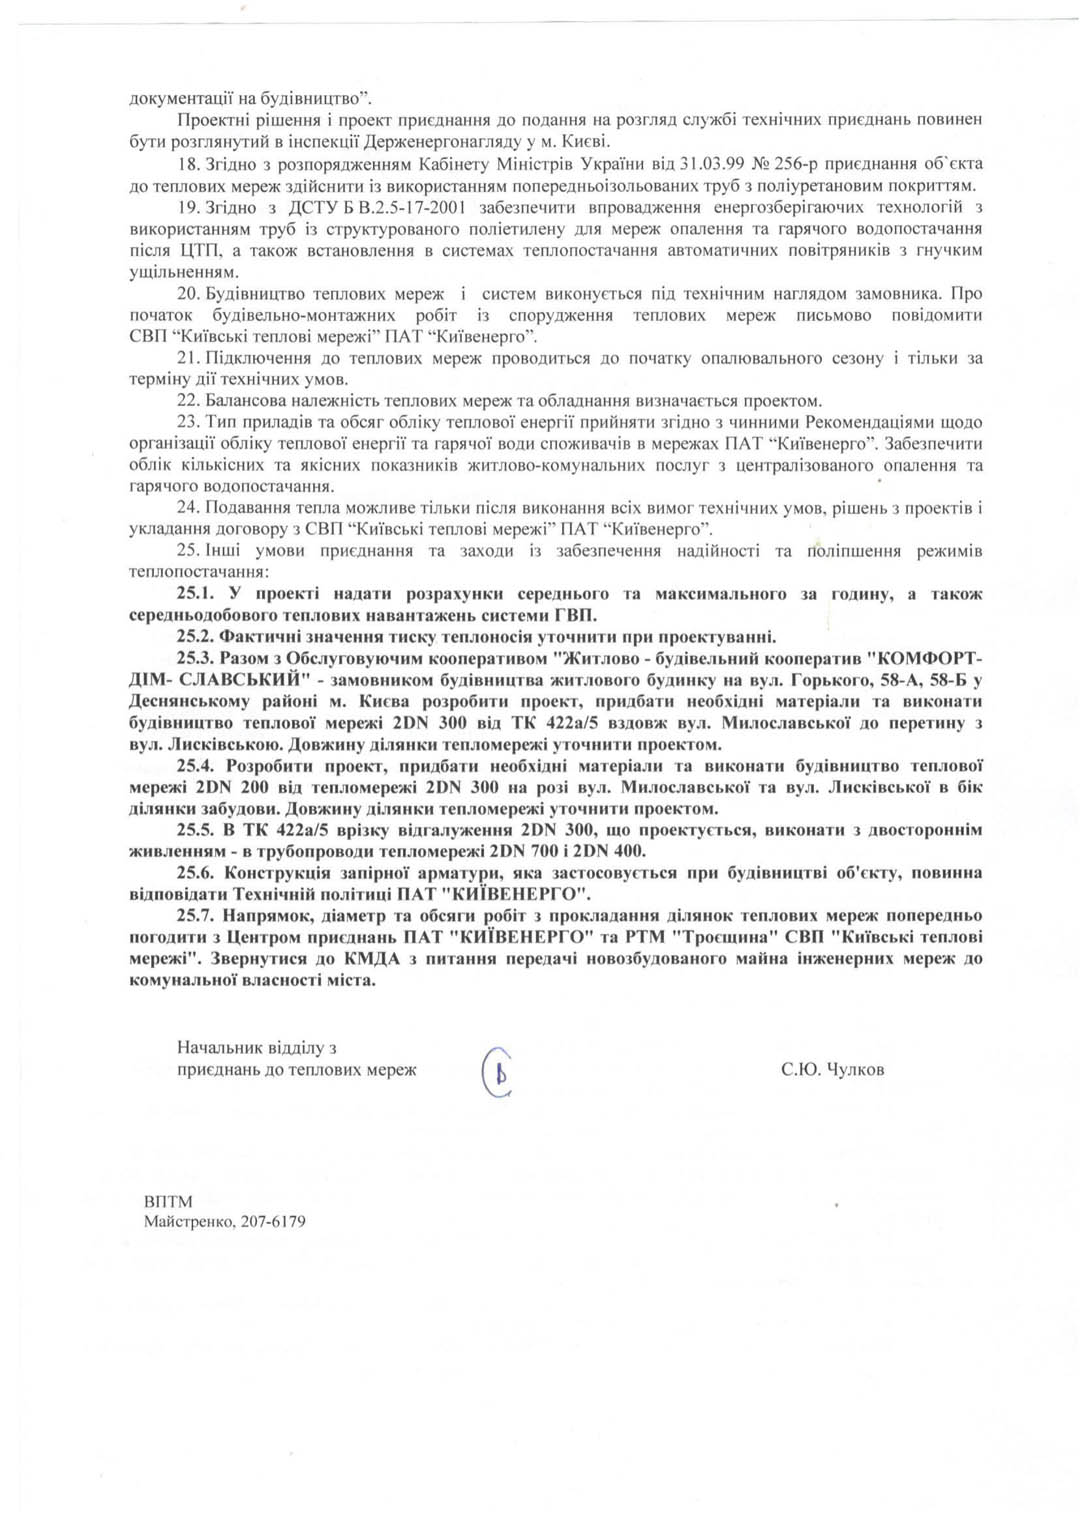 документації на будівництво”.
Проектні рішення і проект приєднання до подання на розгляд службі технічних приєднань повинен
бути розглянутий в інспекції Держенергонагляду у м. Києві.
18. Згідно з розпорядженням Кабінету Міністрів України від 31.03.99 № 256-р приєднання об`єкта
до теплових мереж здійснити із використанням попередньоізольованих труб з поліуретановим покриттям.
19. Згідно з ДСТУ Б В.2.5-17-2001 забезпечити впровадження енергозберігаючих технологій з
використанням труб із структурованого поліетилену для мереж опалення та гарячого водопостачання
після ЦТП, а також встановлення в системах теплопостачання автоматичних повітряників з гнучким
ущільненням.
20. Будівництво теплових мереж і систем виконується під технічним наглядом замовника. Про
початок будівельно-монтажних робіт із спорудження теплових мереж письмово повідомити
СВП “Київські теплові мережі” ПАТ “Київенерго”.
21. Підключення до теплових мереж проводиться до початку опалювального сезону і тільки за
терміну дії технічних умов.
22. Балансова належність теплових мереж та обладнання визначається проектом.
23. Тип приладів та обсяг обліку теплової енергії прийняти згідно з чинними Рекомендаціями щодо
організації обліку теплової енергії та гарячої води споживачів в мережах ПАТ “Київенерго”. Забезпечити
облік кількісних та якісних показників житлово-комунальних послуг з централізованого опалення та
гарячого водопостачання.
24. Подавання тепла можливе тільки після виконання всіх вимог технічних умов, рішень з проектів і
укладання договору з СВП “Київські теплові мережі” ПАТ “Київенерго”.
25. Інші умови приєднання та заходи із забезпечення надійності та поліпшення режимів
теплопостачання:
25.1. У проекті надати розрахунки середнього та максимального за годину, а також
середньодобового теплових навантажень системи ГВП.
25.2. Фактичні значення тиску теплоносія уточнити при проектуванні.
25.3. Разом з Обслуговуючим кооперативом "Житлово - будівельний кооператив "КОМФОРТ-
ДІМ- СЛАВСЬКИЙ" - замовником будівництва житлового будинку на вул. Горького, 58-А, 58-Б у
Деснянському районі м. Києва розробити проект, придбати необхідні матеріали та виконати
будівництво теплової мережі 2DN 300 від ТК 422а/5 вздовж вул. Милославської до перетину з
вул. Лисківською. Довжину ділянки тепломережі уточнити проектом.
25.4. Розробити проект, придбати необхідні матеріали та виконати будівництво теплової
мережі 2DN 200 від тепломережі 2DN 300 на розі вул. Милославської та вул. Лисківської в бік
ділянки забудови. Довжину ділянки тепломережі уточнити проектом.
25.5. В ТК 422а/5 врізку відгалуження 2DN 300, що проектується, виконати з двостороннім
живленням - в трубопроводи тепломережі 2DN 700 і 2DN 400.
25.6. Конструкція запірної арматури, яка застосовується при будівництві об'єкту, повинна
відповідати Технічній політиці ПАТ "КИЇВЕНЕРГО".
25.7. Напрямок, діаметр та обсяги робіт з прокладання ділянок теплових мереж попередньо
погодити з Центром приєднань ПАТ "КИЇВЕНЕРГО" та РТМ "Троєщина" СВП "Київські теплові
мережі". Звернутися до КМДА з питання передачі новозбудованого майна інженерних мереж до
комунальної власності міста.
Начальник відділу з
приєднань до теплових мереж С.Ю. Чулков
ВПТМ
Майстренко, 207-6179